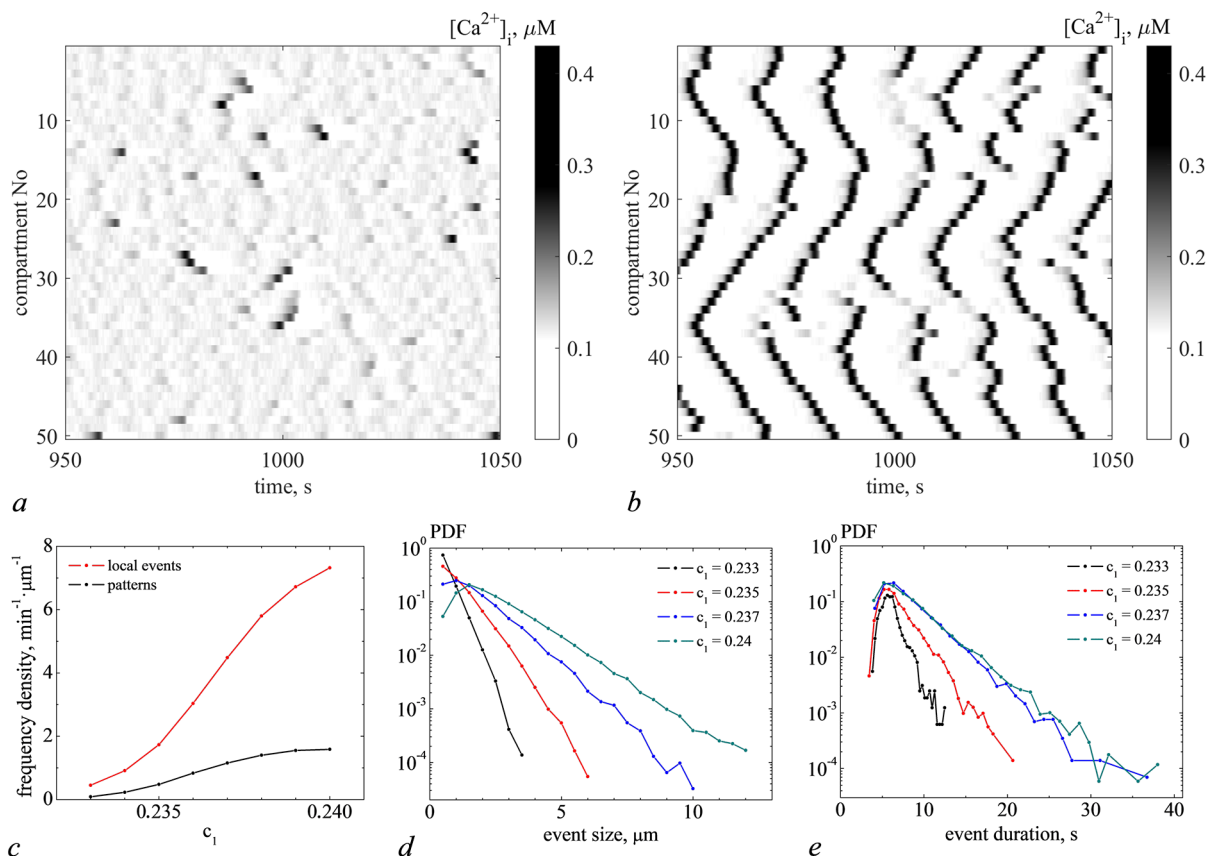 [Ca²⁺]ᵢ, μM
[Ca²⁺]ᵢ, μM
compartment No
10
20
30
40
50
950
1000
1050
time, s
0.4
0.3
0.2
0.1
0
a
compartment No
10
20
30
40
50
950
1000
1050
time, s
0.4
0.3
0.2
0.1
0
b
frequency density, min⁻¹·μm⁻¹
8
6
4
2
0
local events
patterns
0.235
0.240
c₁
c
PDF
10⁰
10⁻¹
10⁻²
10⁻³
10⁻⁴
c₁ = 0.233
c₁ = 0.235
c₁ = 0.237
c₁ = 0.24
0
5
10
event size, μm
d
PDF
10⁰
10⁻¹
10⁻²
10⁻³
10⁻⁴
c₁ = 0.233
c₁ = 0.235
c₁ = 0.237
c₁ = 0.24
0
10
20
30
40
event duration, s
e